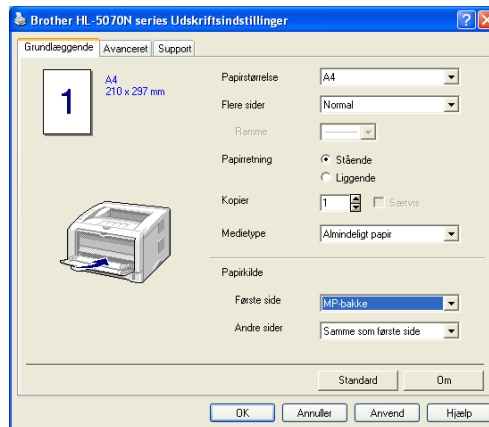 Brother HL-5070N series Udskriftsindstillinger
Grundlæggende Avanceret Support
1
A4
210 x 297 mm
Papirstørrelse A4
Flere sider Normal
Ramme
Papirretning Stående
Liggende
Kopier 1 Sætvis
Medietype Almindeligt papir
Papirkilde
Første side MP-bakke
Andre sider Samme som første side
Standard Om
OK Annuller Anvend Hjælp